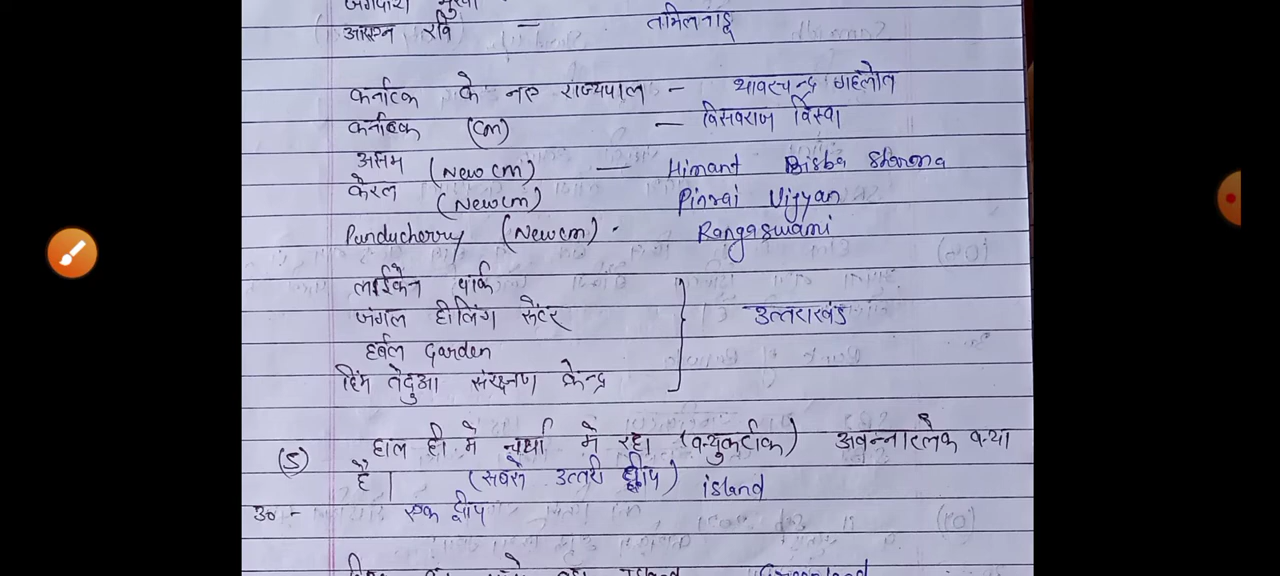 आरएन रवि - तमिलनाडू
कर्नाटक के नए राज्यपाल - थावरचन्द्र गहलोत
कर्नाटक (Cm) - विसवराज विस्वा
असम (New cm) - Himant Bisba Sharma
केरल (New cm) Pinrai Vijyan
Punducherry (New cm) - Rangaswami
लाईकेन पार्क
जंगल हीलिंग सेंटर उत्तराखंड
हर्बल Garden
हिम तेंदुआ संरक्षण केन्द्र
(5) हाल ही मे चर्चा मे रहा (क्युकर्टाक) अवन्नारलेक क्या
है। (सबसे उत्तरी द्वीप) island
उ० - एक द्वीप